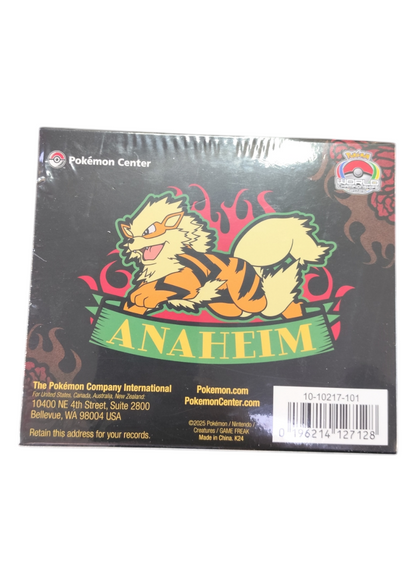 Pokémon Center
Pokémon
ANAHEIM
The Pokémon Company International
For United States, Canada, Australia, New Zealand
10400 NE 4th Street, Suite 2800
Bellevue, WA 98004 USA
Retain this address for your records.
Pokemon.com
PokemonCenter.com
©2025 Pokémon / Nintendo /
Creatures / GAME FREAK
Made in China. K24
10-10217-101
0 196214 127128